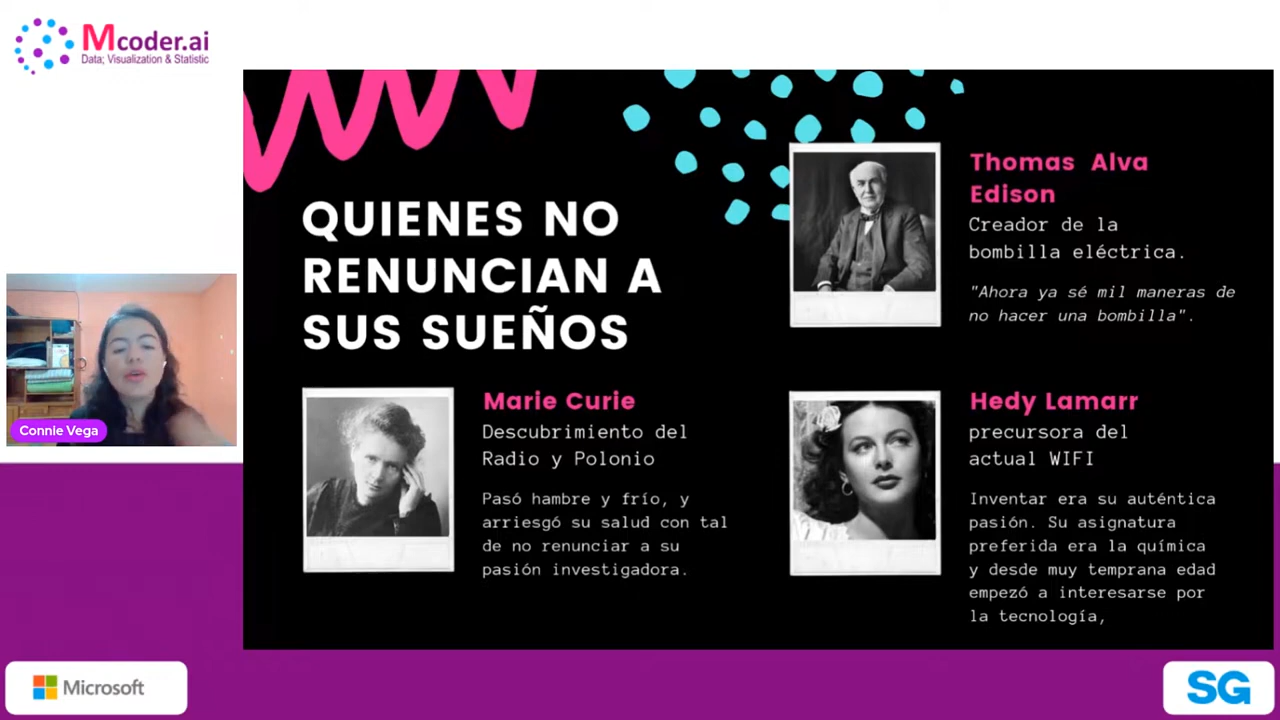 Mcoder.ai
Data; Visualization & Statistic
QUIENES NO
RENUNCIAN A
SUS SUEÑOS
Thomas Alva
Edison
Creador de la
bombilla eléctrica.
"Ahora ya sé mil maneras de
no hacer una bombilla".
Marie Curie
Descubrimiento del
Radio y Polonio
Pasó hambre y frío, y
arriesgó su salud con tal
de no renunciar a su
pasión investigadora.
Hedy Lamarr
precursora del
actual WIFI
Inventar era su auténtica
pasión. Su asignatura
preferida era la química
y desde muy temprana edad
empezó a interesarse por
la tecnología,
Connie Vega
Microsoft
SG